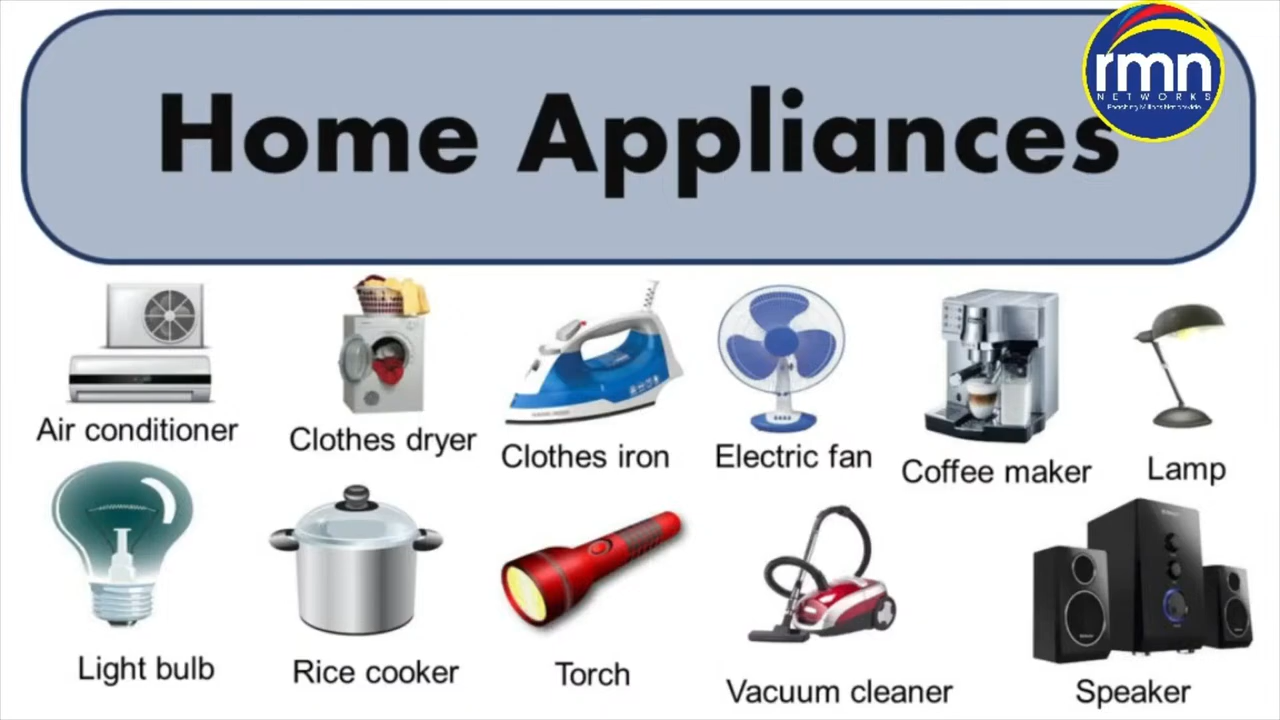 Home Appliances
rmn
NETWORKS
Air conditioner
Clothes dryer
Clothes iron
Electric fan
Coffee maker
Lamp
Light bulb
Rice cooker
Torch
Vacuum cleaner
Speaker